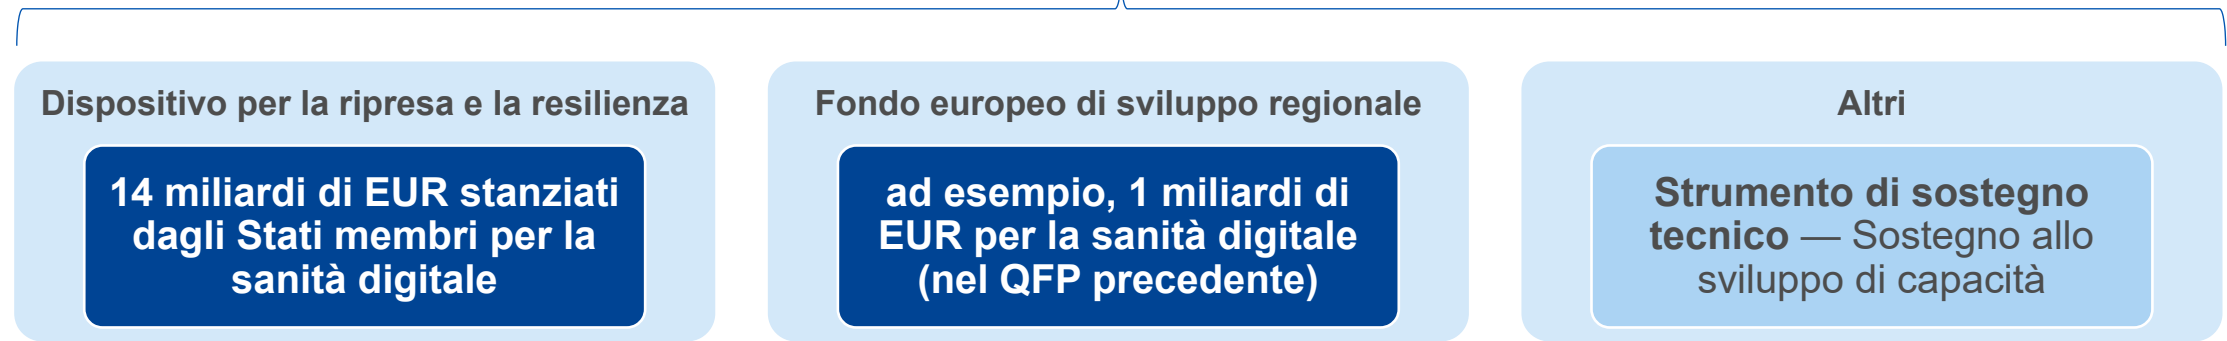 Dispositivo per la ripresa e la resilienza
14 miliardi di EUR stanziati
dagli Stati membri per la
sanità digitale
Fondo europeo di sviluppo regionale
ad esempio, 1 miliardi di
EUR per la sanità digitale
(nel QFP precedente)
Altri
Strumento di sostegno
tecnico — Sostegno allo
sviluppo di capacità